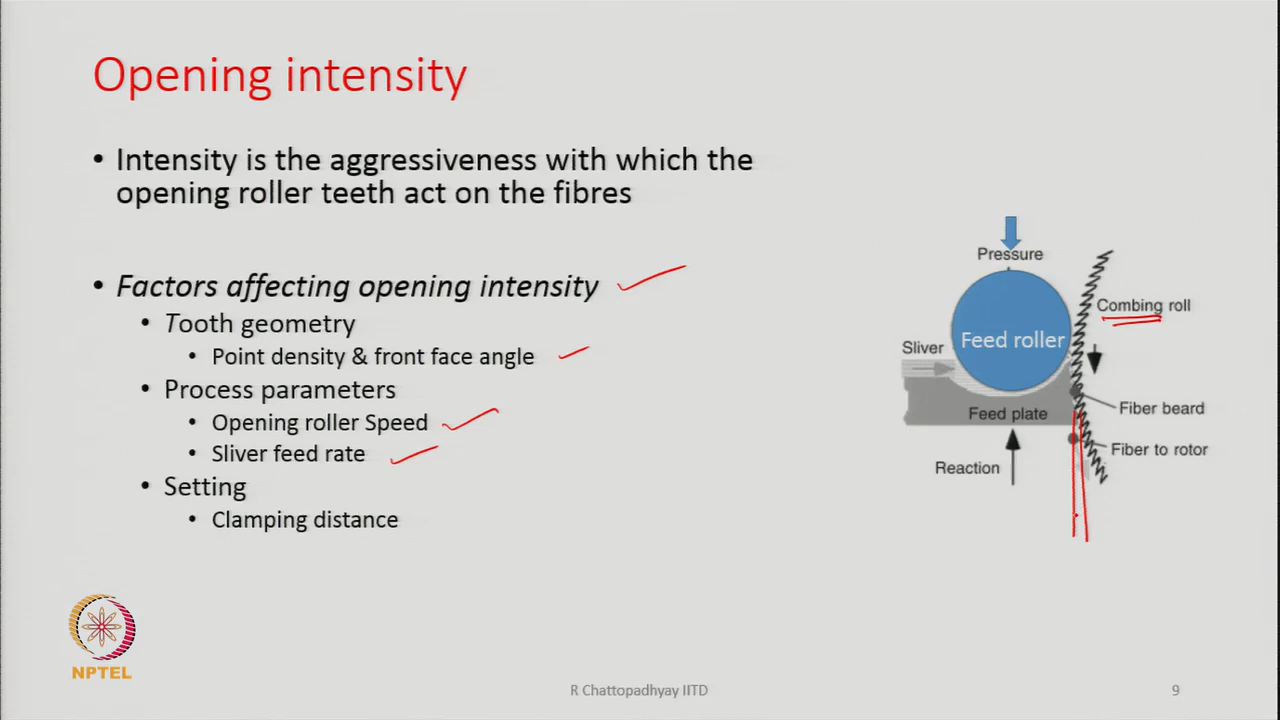 Opening intensity
• Intensity is the aggressiveness with which the
opening roller teeth act on the fibres
• Factors affecting opening intensity
• Tooth geometry
• Point density & front face angle
• Process parameters
• Opening roller Speed
• Sliver feed rate
• Setting
• Clamping distance
Pressure
Combing roll
Feed roller
Sliver
Fiber beard
Feed plate
Fiber to rotor
Reaction
NPTEL
R Chattopadhyay IITD
9